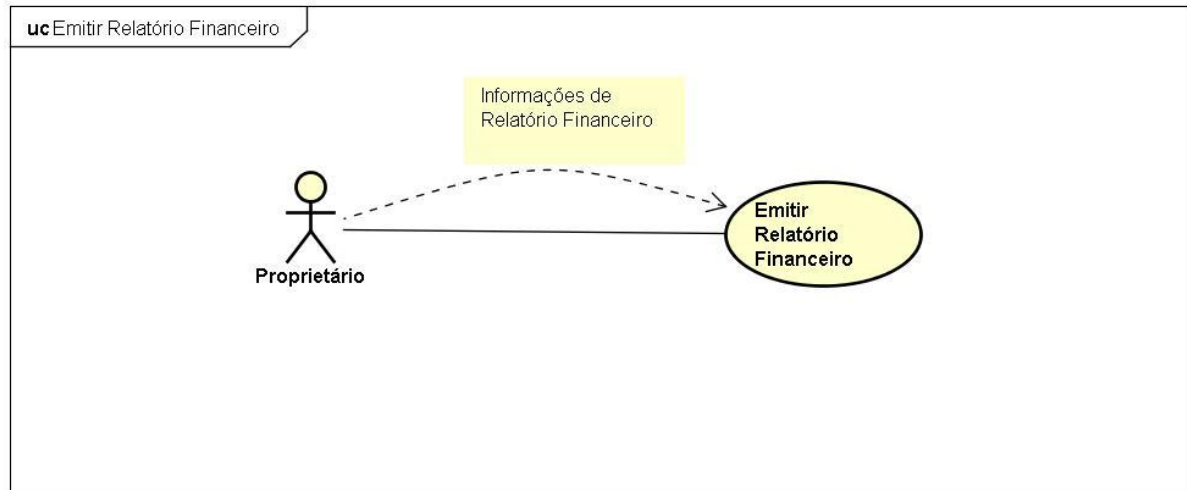 uc Emitir Relatório Financeiro
Informações de
Relatório Financeiro
Emitir
Relatório
Financeiro
Proprietário